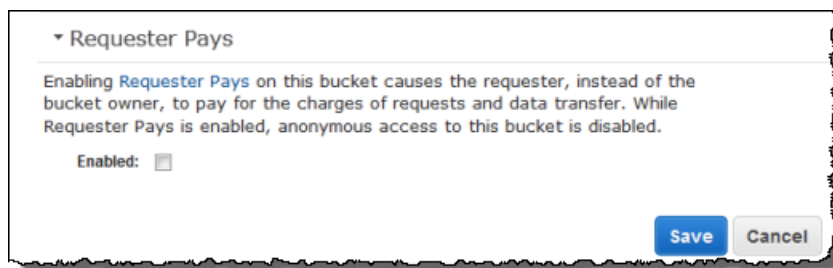 Requester Pays
Enabling Requester Pays on this bucket causes the requester, instead of the
bucket owner, to pay for the charges of requests and data transfer. While
Requester Pays is enabled, anonymous access to this bucket is disabled.
Enabled:
Save Cancel